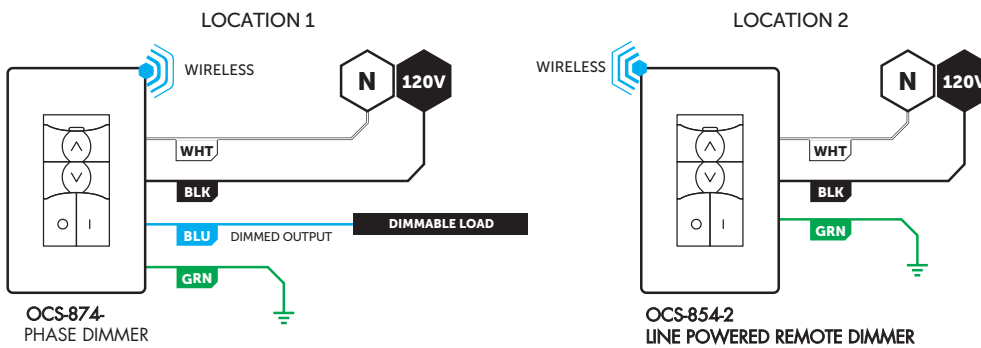 LOCATION 1
WIRELESS
N
120V
WHT
BLK
BLU
DIMMED OUTPUT
DIMMABLE LOAD
GRN
O I
OCS-874-
PHASE DIMMER
LOCATION 2
WIRELESS
N
120V
WHT
BLK
GRN
O I
OCS-854-2
LINE POWERED REMOTE DIMMER